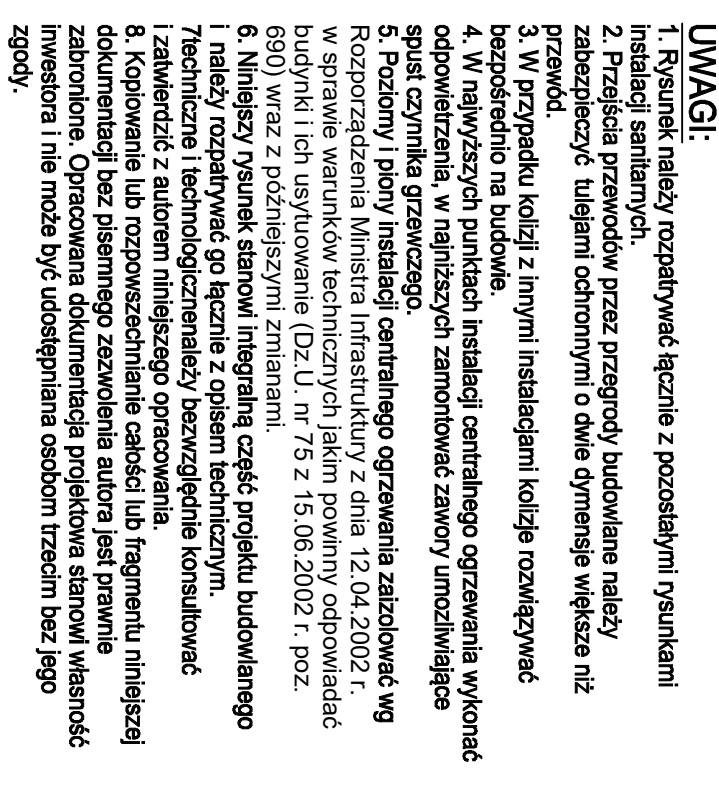 UWAGI:
1. Rysunek należy rozpatrywać łącznie z pozostałymi rysunkami
instalacji sanitarnych.
2. Przejścia przewodów przez przegrody budowlane należy
zabezpieczyć tulejami ochronnymi o dwie dymensje większe niż
przewód.
3. W przypadku kolizji z innymi instalacjami kolizje rozwiązywać
bezpośrednio na budowie.
4. W najwyższych punktach instalacji centralnego ogrzewania wykonać
odpowietrzenia, w najniższych zamontować zawory umozliwiające
spust czynnika grzewczego.
5. Poziomy i piony instalacji centralnego ogrzewania zaizolować wg
Rozporządzenia Ministra Infrastruktury z dnia 12.04.2002 r.
w sprawie warunków technicznych jakim powinny odpowiadać
budynki i ich usytuowanie (Dz.U. nr 75 z 15.06.2002 r. poz.
690) wraz z późniejszymi zmianami.
6. Niniejszy rysunek stanowi integralną część projektu budowlanego
i należy rozpatrywać go łącznie z opisem technicznym.
7techniczne i technologicznenależy bezwzględnie konsultować
i zatwierdzić z autorem niniejszego opracowania.
8. Kopiowanie lub rozpowszechnianie całości lub fragmentu niniejszej
dokumentacji bez pisemnego zezwolenia autora jest prawnie
zabronione. Opracowana dokumentacja projektowa stanowi własność
inwestora i nie może być udostępniana osobom trzecim bez jego
zgody.